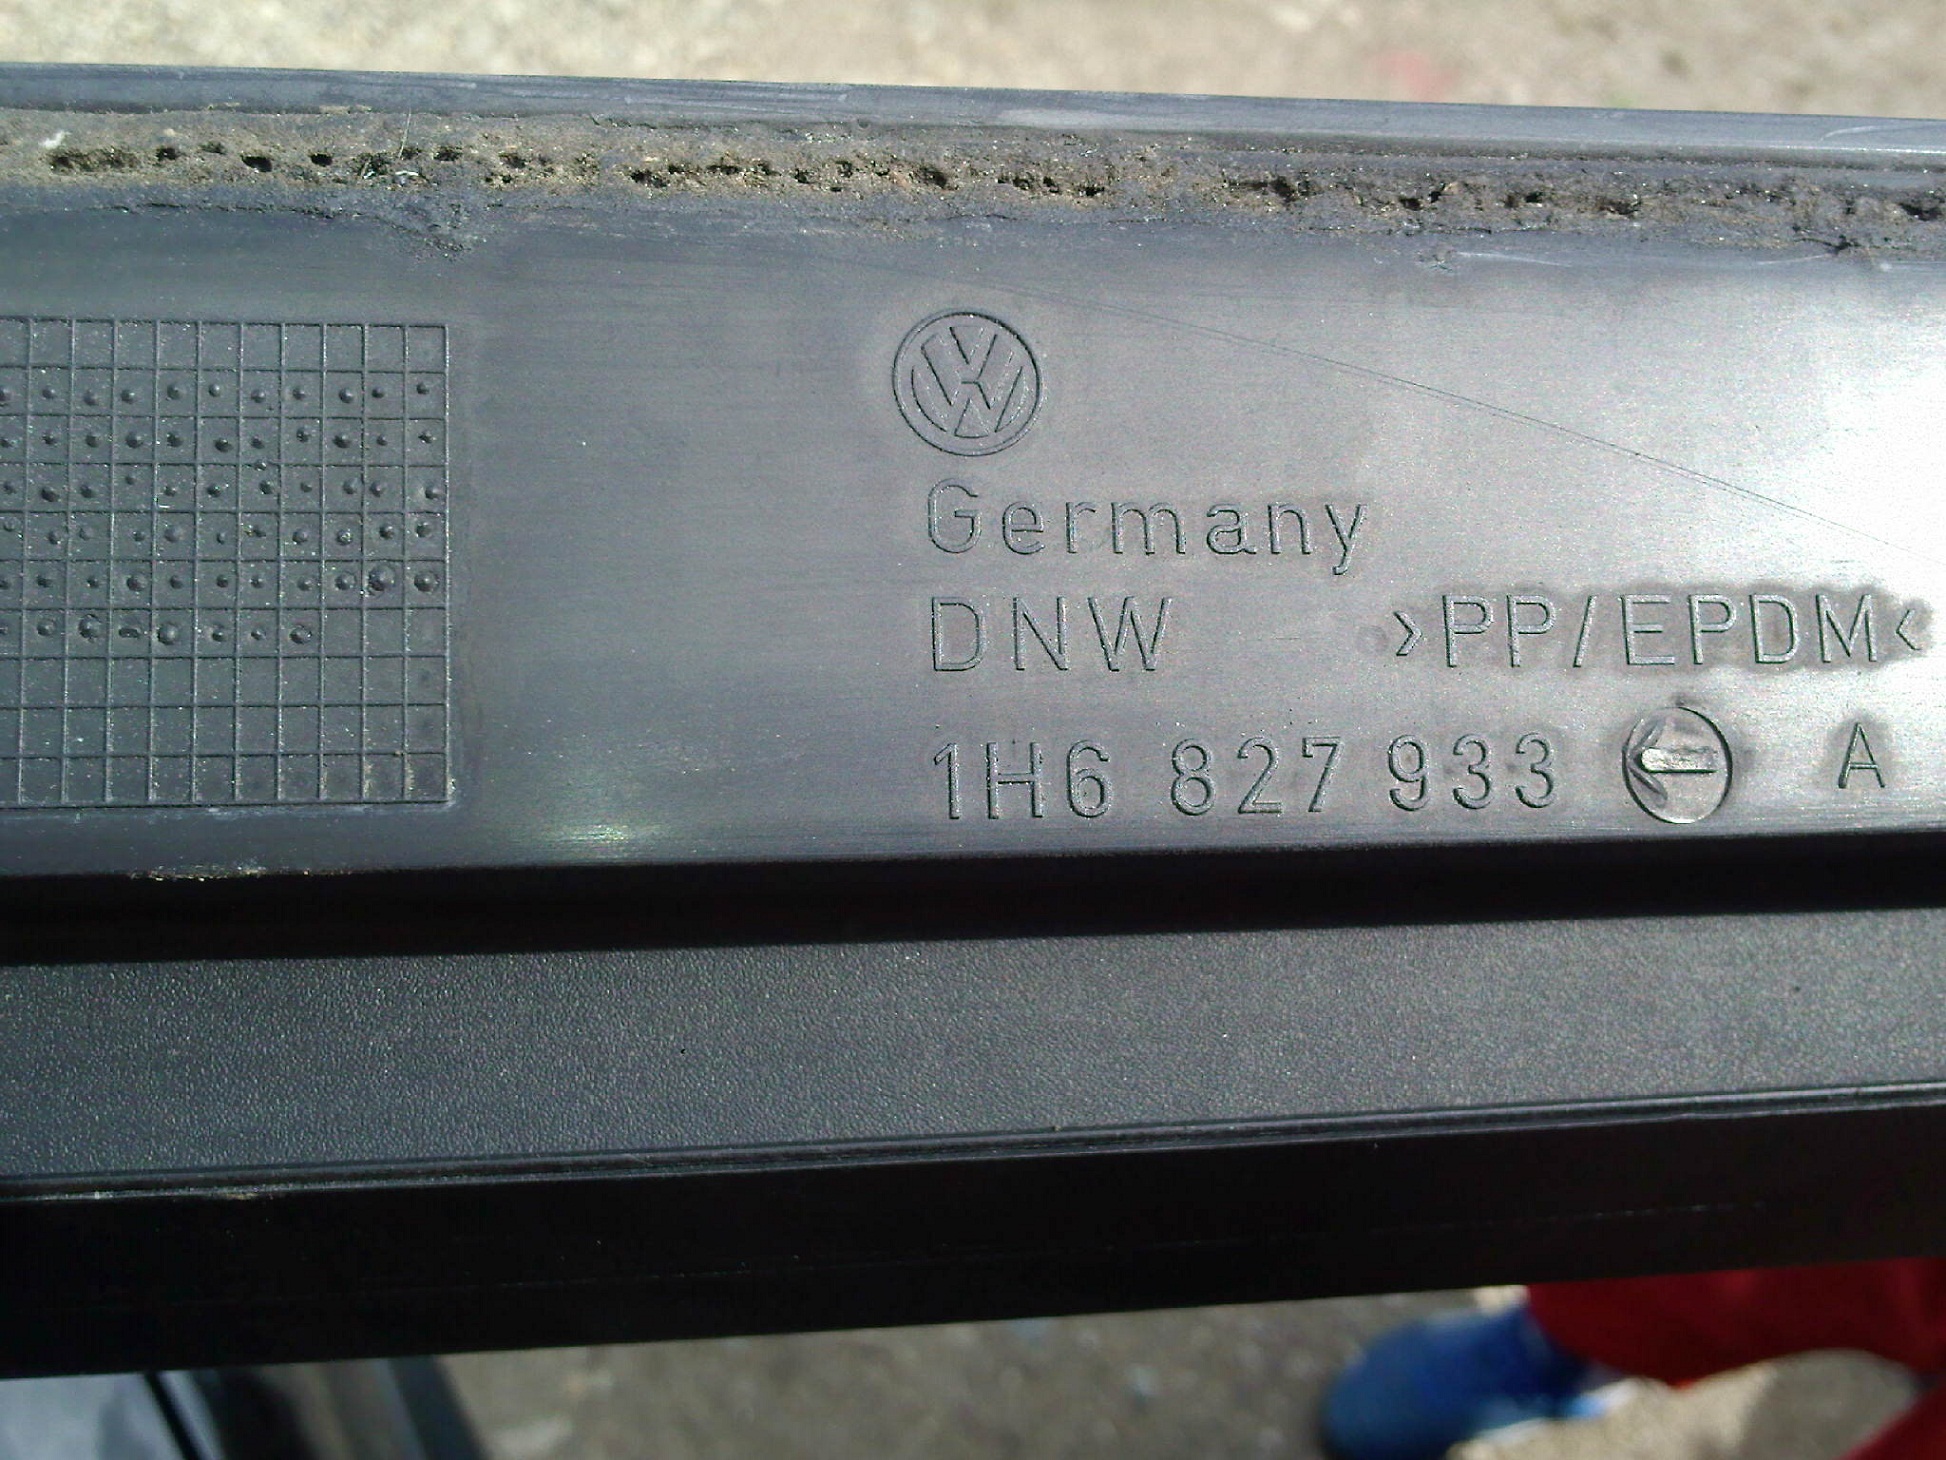 Germany
DNW >PP/EPDM<
1H6 827 933 A